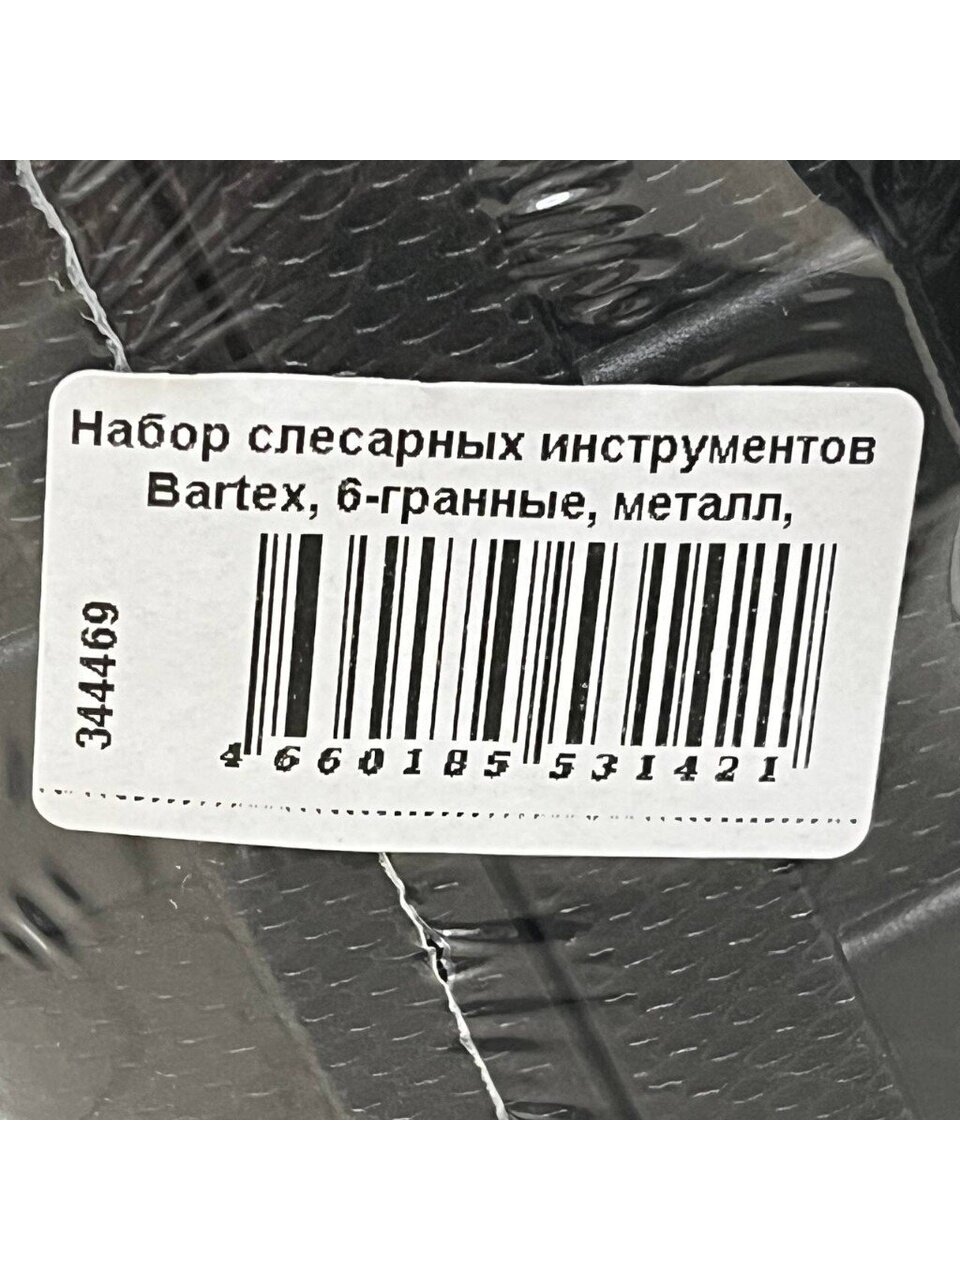 Набор слесарных инструментов
Bartex, 6-гранные, металл,
344469
4 660185 531421